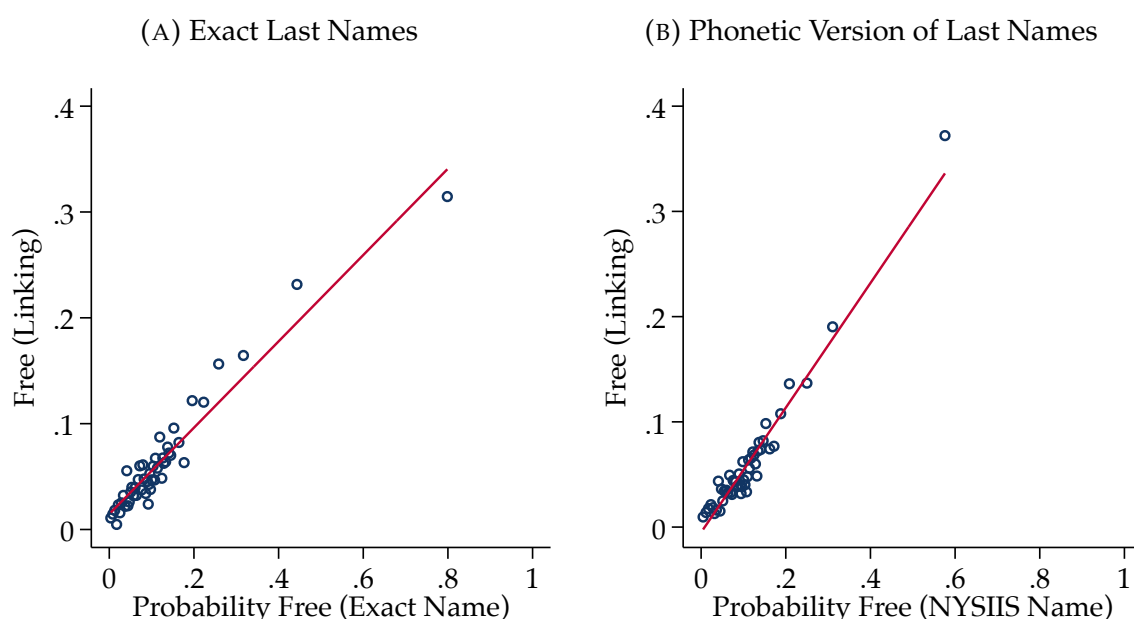 (A) Exact Last Names
.4
.3
.2
.1
0
Free (Linking)
0 .2 .4 .6 .8 1
Probability Free (Exact Name)
(B) Phonetic Version of Last Names
.4
.3
.2
.1
0
Free (Linking)
0 .2 .4 .6 .8 1
Probability Free (NYSIIS Name)